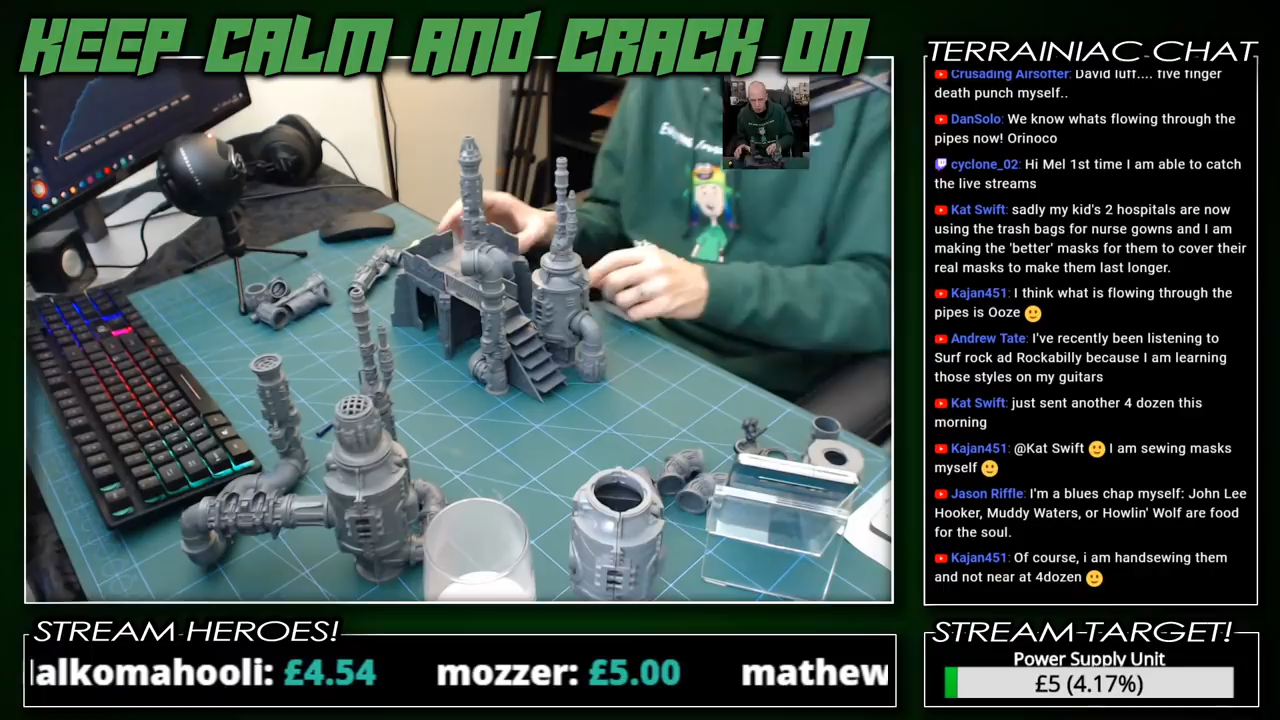 KEEP CALM AND CRACK ON
TERRAINIAC CHAT
Crusading Airsofter: David luff.... five finger
death punch myself..
DanSolo: We know whats flowing through the
pipes now! Orinoco
cyclone_02: Hi Mel 1st time I am able to catch
the live streams
Kat Swift: sadly my kid's 2 hospitals are now
using the trash bags for nurse gowns and I am
making the 'better' masks for them to cover their
real masks to make them last longer.
Kajan451: I think what is flowing through the
pipes is Ooze 🙂
Andrew Tate: I've recently been listening to
Surf rock ad Rockabilly because I am learning
those styles on my guitars
Kat Swift: just sent another 4 dozen this
morning
Kajan451: @Kat Swift 🙂 I am sewing masks
myself 🙂
Jason Riffle: I'm a blues chap myself: John Lee
Hooker, Muddy Waters, or Howlin' Wolf are food
for the soul.
Kajan451: Of course, i am handsewing them
and not near at 4dozen 🙂
STREAM HEROES!
alkomahooli: £4.54 mozzer: £5.00 mathew
STREAM TARGET!
Power Supply Unit
£5 (4.17%)